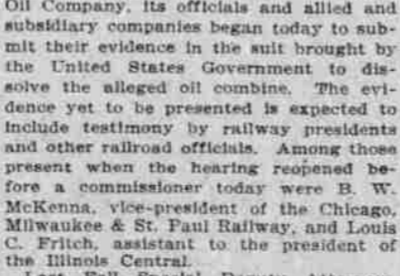 Oil Company, its officials and allied and
subsidiary companies began today to sub-
mit their evidence in the suit brought by
the United States Government to dis-
solve the alleged oil combine. The evi-
dence yet to be presented is expected to
include testimony by railway presidents
and other railroad officials. Among those
present when the hearing reopened be-
fore a commissioner today were B. W.
McKenna, vice-president of the Chicago,
Milwaukee & St. Paul Railway, and Louis
C. Fritch, assistant to the president of
the Illinois Central.
Last Fall Special Deputy